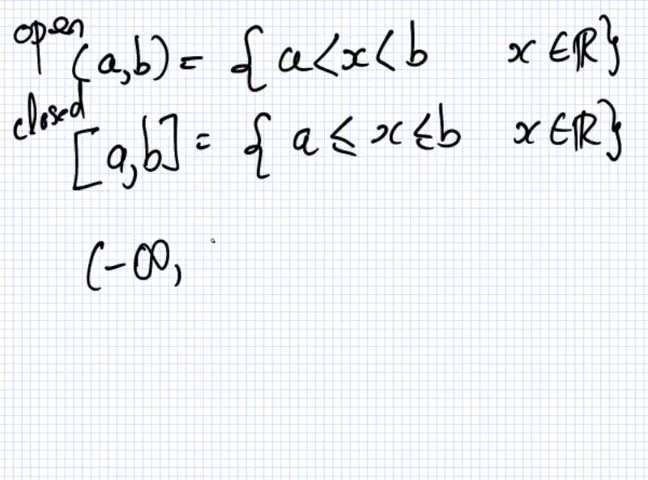 open
(a,b) = { a<x<b x ∈ℝ}
closed
[a,b] = { a ≤ x ≤ b x ∈ℝ}
(-∞,